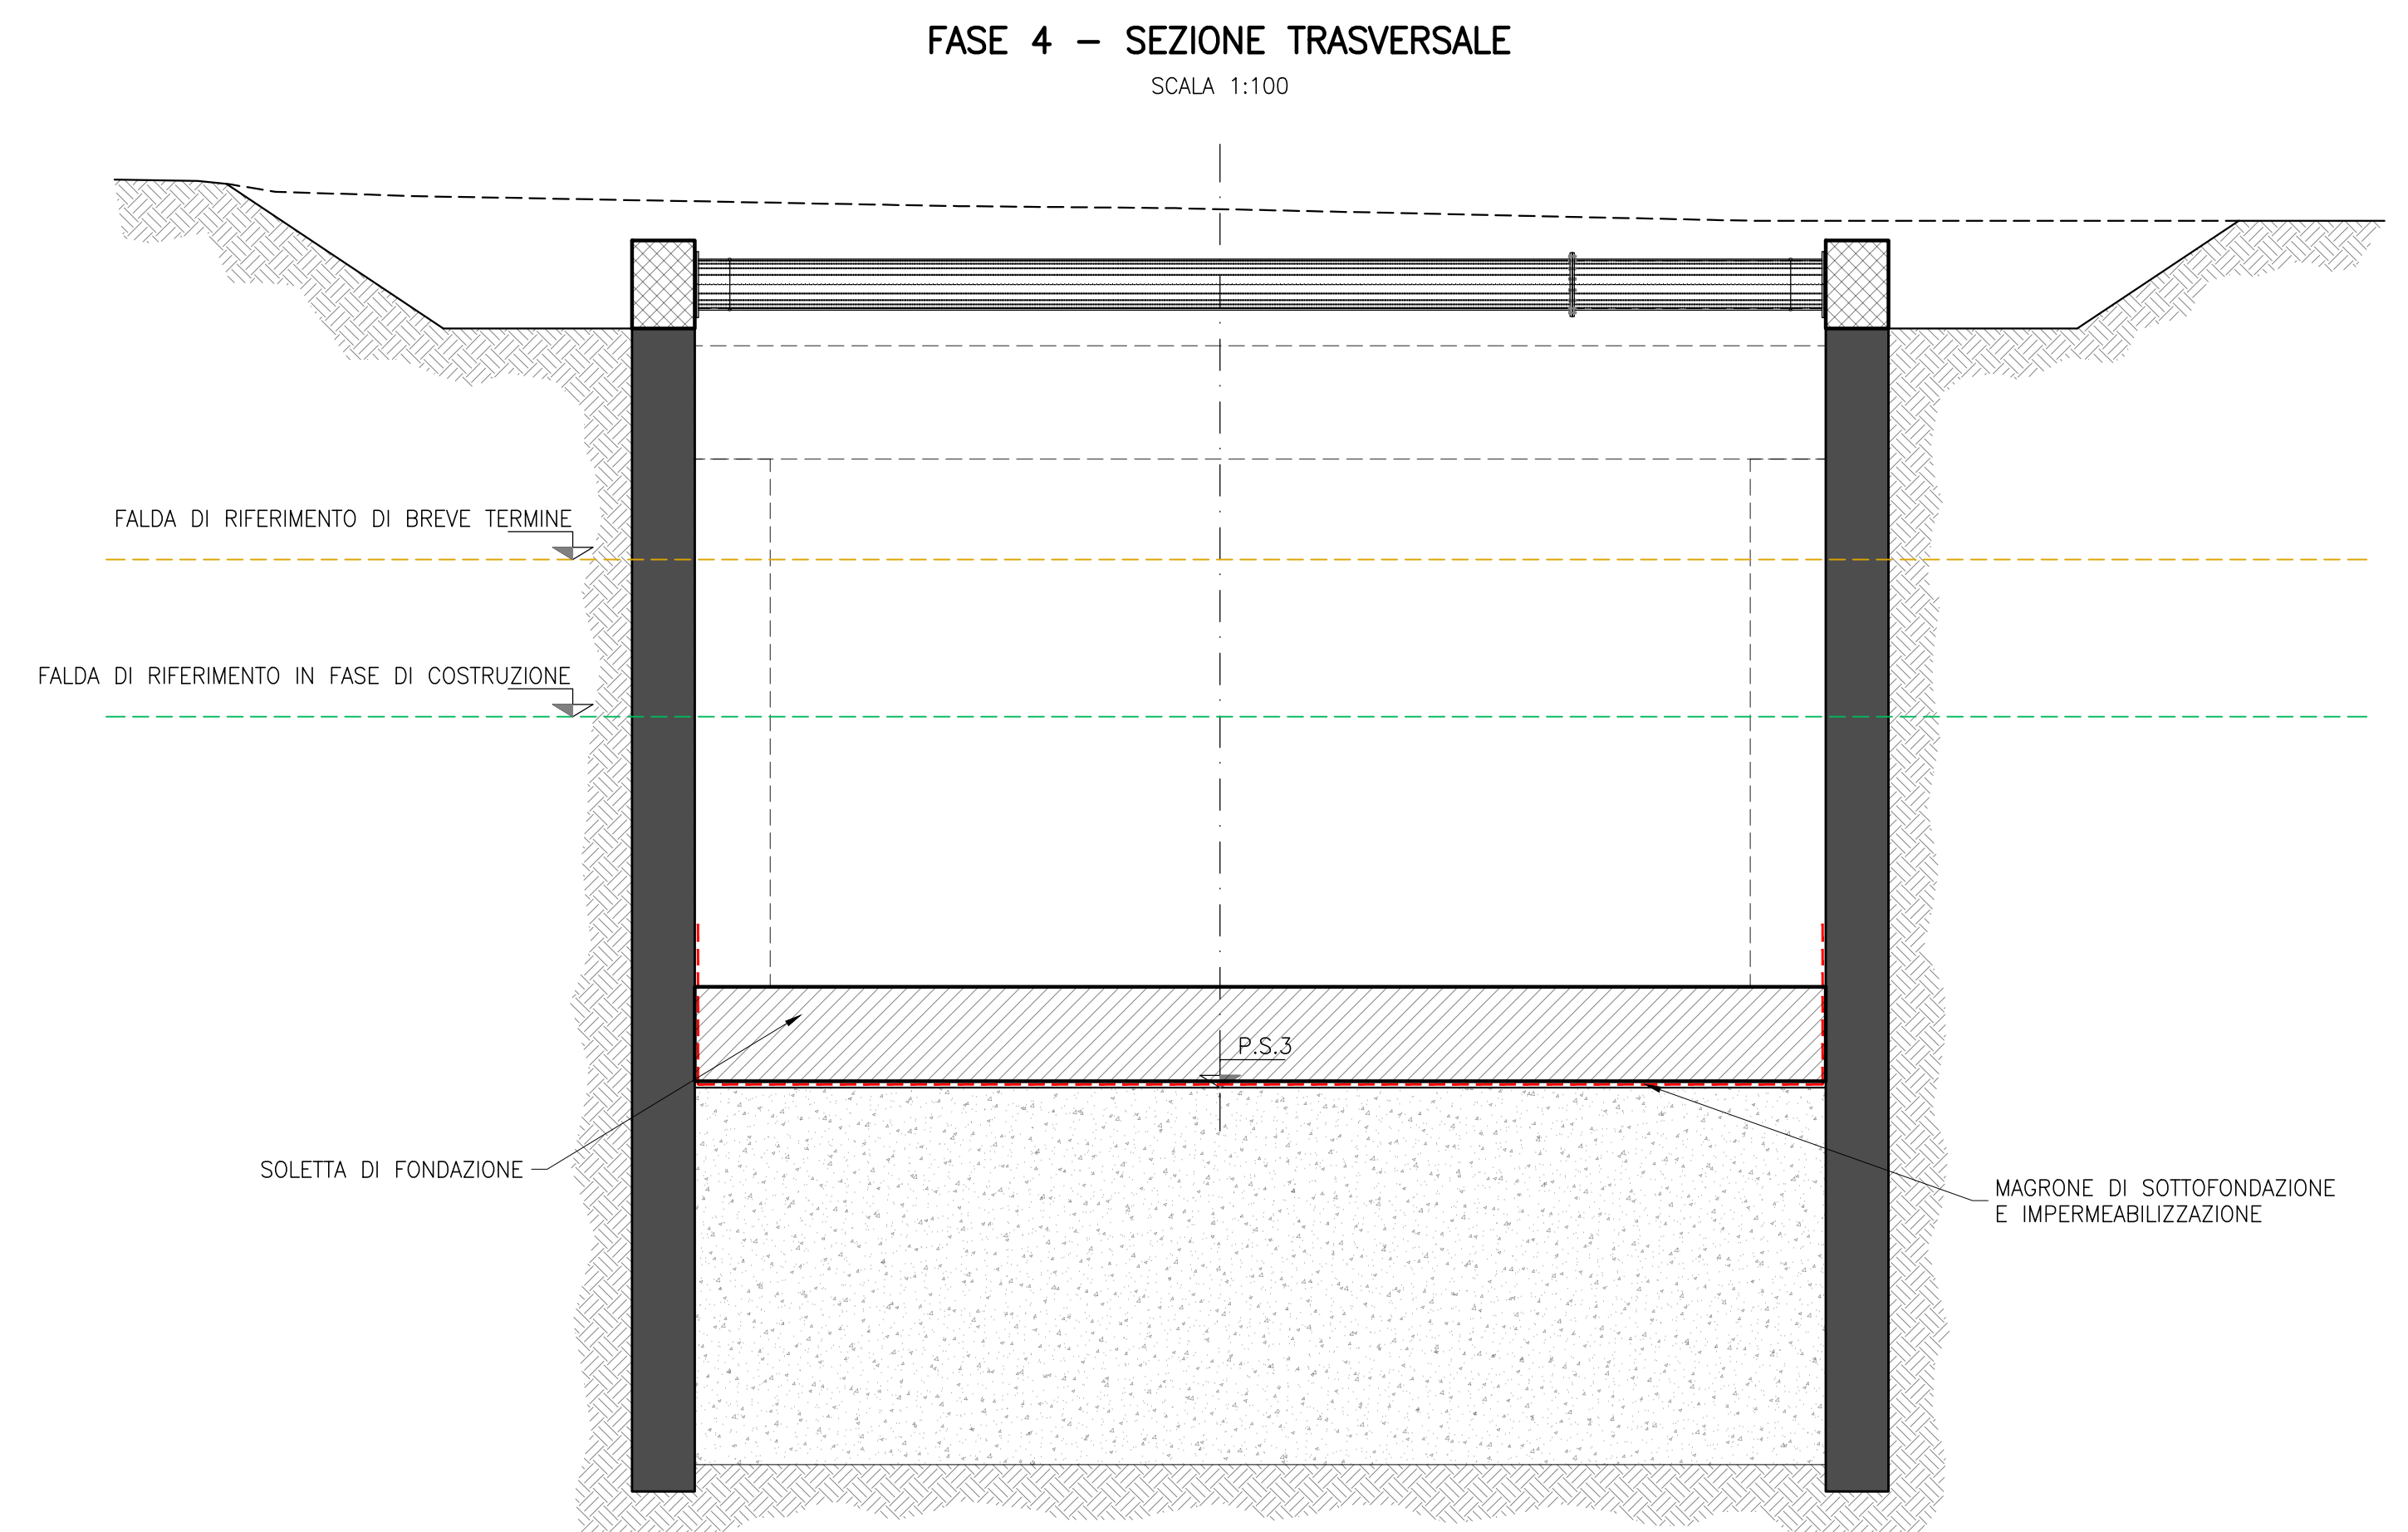 FASE 4 - SEZIONE TRASVERSALE
SCALA 1:100
FALDA DI RIFERIMENTO DI BREVE TERMINE
FALDA DI RIFERIMENTO IN FASE DI COSTRUZIONE
P.S.3
SOLETTA DI FONDAZIONE
MAGRONE DI SOTTOFONDAZIONE
E IMPERMEABILIZZAZIONE